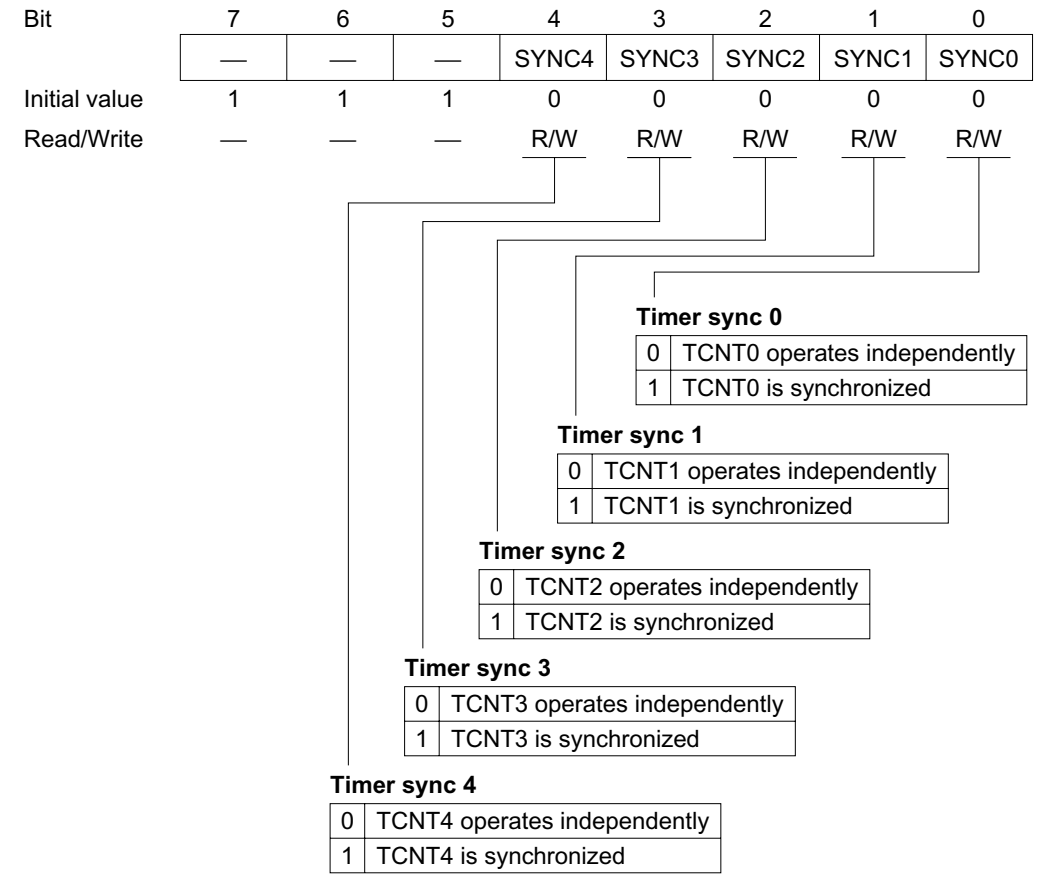 Bit 7 6 5 4 3 2 1 0
— — — SYNC4 SYNC3 SYNC2 SYNC1 SYNC0
Initial value 1 1 1 0 0 0 0 0
Read/Write — — — R/W R/W R/W R/W R/W
Timer sync 0
0 TCNT0 operates independently
1 TCNT0 is synchronized
Timer sync 1
0 TCNT1 operates independently
1 TCNT1 is synchronized
Timer sync 2
0 TCNT2 operates independently
1 TCNT2 is synchronized
Timer sync 3
0 TCNT3 operates independently
1 TCNT3 is synchronized
Timer sync 4
0 TCNT4 operates independently
1 TCNT4 is synchronized